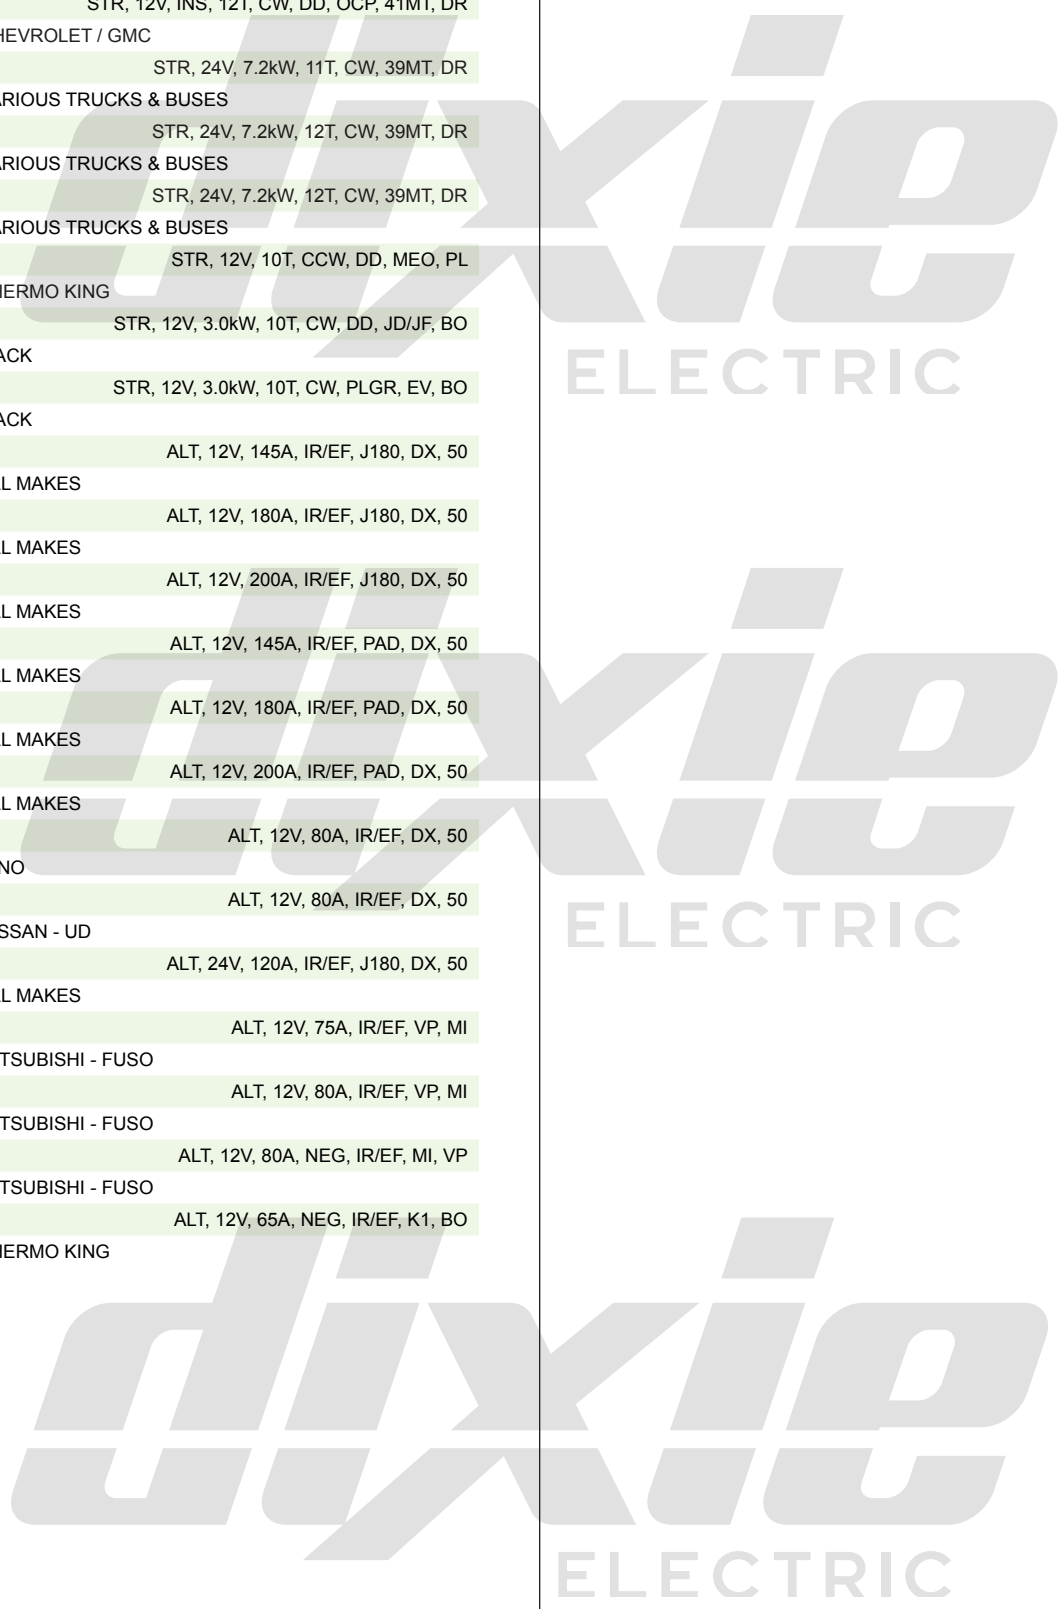 STR, 12V, INS, 12T, CW, DD, OCP, 41MT, DR
HEVROLET / GMC
STR, 24V, 7.2kW, 11T, CW, 39MT, DR
ARIOUS TRUCKS & BUSES
STR, 24V, 7.2kW, 12T, CW, 39MT, DR
ARIOUS TRUCKS & BUSES
STR, 24V, 7.2kW, 12T, CW, 39MT, DR
ARIOUS TRUCKS & BUSES
STR, 12V, 10T, CCW, DD, MEO, PL
HERMO KING
STR, 12V, 3.0kW, 10T, CW, DD, JD/JF, BO
ACK
STR, 12V, 3.0kW, 10T, CW, PLGR, EV, BO
ACK
ALT, 12V, 145A, IR/EF, J180, DX, 50
L MAKES
ALT, 12V, 180A, IR/EF, J180, DX, 50
L MAKES
ALT, 12V, 200A, IR/EF, J180, DX, 50
L MAKES
ALT, 12V, 145A, IR/EF, PAD, DX, 50
L MAKES
ALT, 12V, 180A, IR/EF, PAD, DX, 50
L MAKES
ALT, 12V, 200A, IR/EF, PAD, DX, 50
L MAKES
ALT, 12V, 80A, IR/EF, DX, 50
NO
ALT, 12V, 80A, IR/EF, DX, 50
SSAN - UD
ALT, 24V, 120A, IR/EF, J180, DX, 50
L MAKES
ALT, 12V, 75A, IR/EF, VP, MI
TSUBISHI - FUSO
ALT, 12V, 80A, IR/EF, VP, MI
TSUBISHI - FUSO
ALT, 12V, 80A, NEG, IR/EF, MI, VP
TSUBISHI - FUSO
ALT, 12V, 65A, NEG, IR/EF, K1, BO
HERMO KING
dixie
ELECTRIC
dixie
ELECTRIC
dixie
ELECTRIC